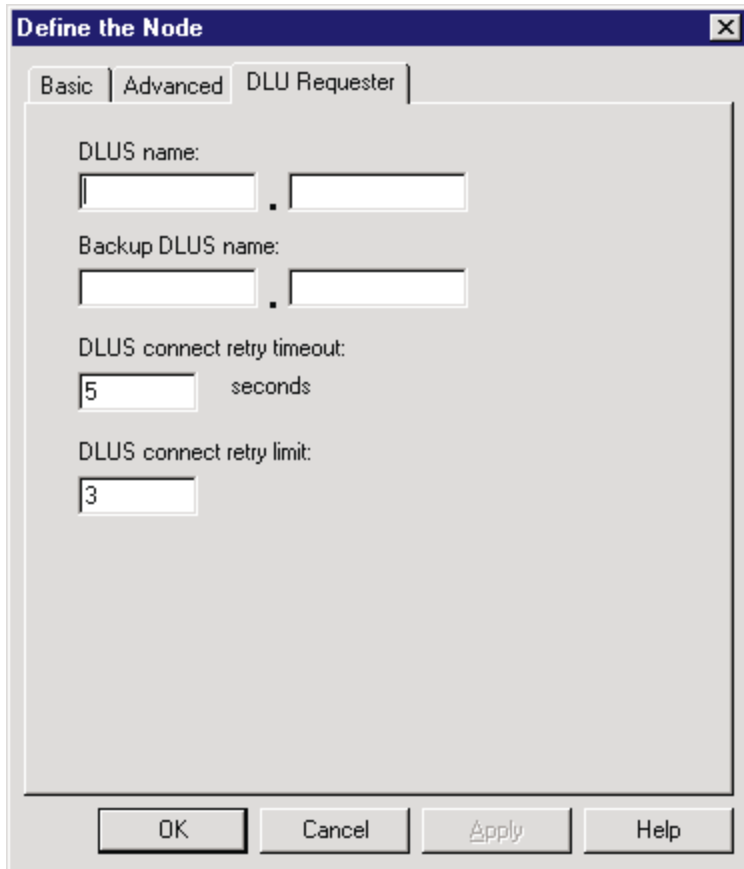 Define the Node
Basic Advanced DLU Requester
DLUS name:
.
Backup DLUS name:
.
DLUS connect retry timeout:
5 seconds
DLUS connect retry limit:
3
OK Cancel Apply Help